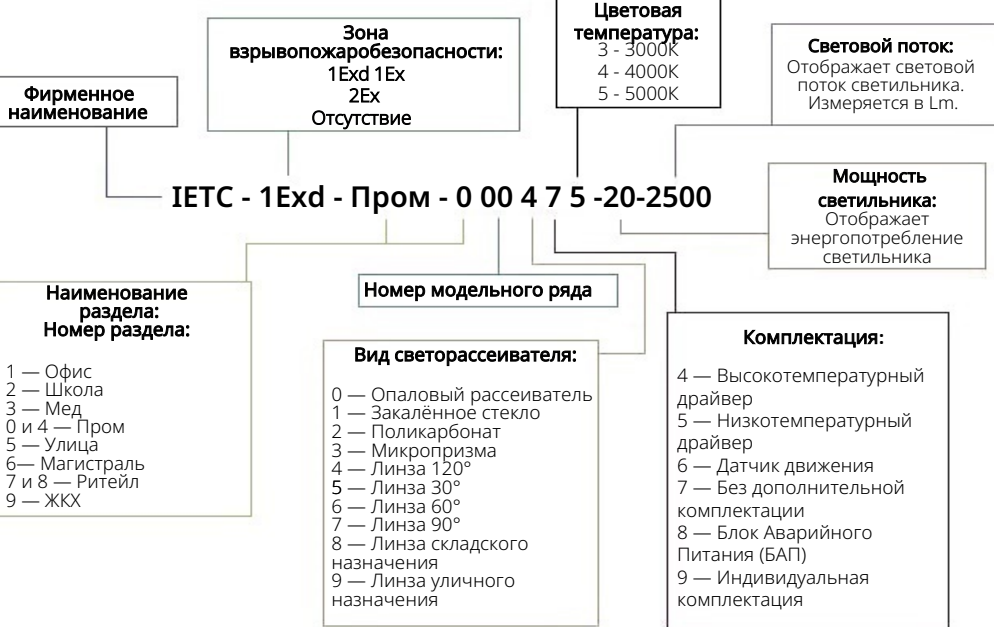 Цветовая
температура:
3 - 3000К
4 - 4000К
5 - 5000К
Зона
взрывопожаробезопасности:
1Exd 1Ex
2Ex
Отсутствие
Световой поток:
Отображает световой
поток светильника.
Измеряется в Lm.
Фирменное
наименование
IETC - 1Exd - Пром - 0 00 4 7 5 -20-2500
Мощность
светильника:
Отображает
энергопотребление
светильника
Номер модельного ряда
Наименование
раздела:
Номер раздела:
1 — Офис
2 — Школа
3 — Мед
0 и 4 — Пром
5 — Улица
6— Магистраль
7 и 8 — Ритейл
9 — ЖКХ
Вид светорассеивателя:
0 — Опаловый рассеиватель
1 — Закалённое стекло
2 — Поликарбонат
3 — Микропризма
4 — Линза 120°
5 — Линза 30°
6 — Линза 60°
7 — Линза 90°
8 — Линза складского
назначения
9 — Линза уличного
назначения
Комплектация:
4 — Высокотемпературный
драйвер
5 — Низкотемпературный
драйвер
6 — Датчик движения
7 — Без дополнительной
комплектации
8 — Блок Аварийного
Питания (БАП)
9 — Индивидуальная
комплектация